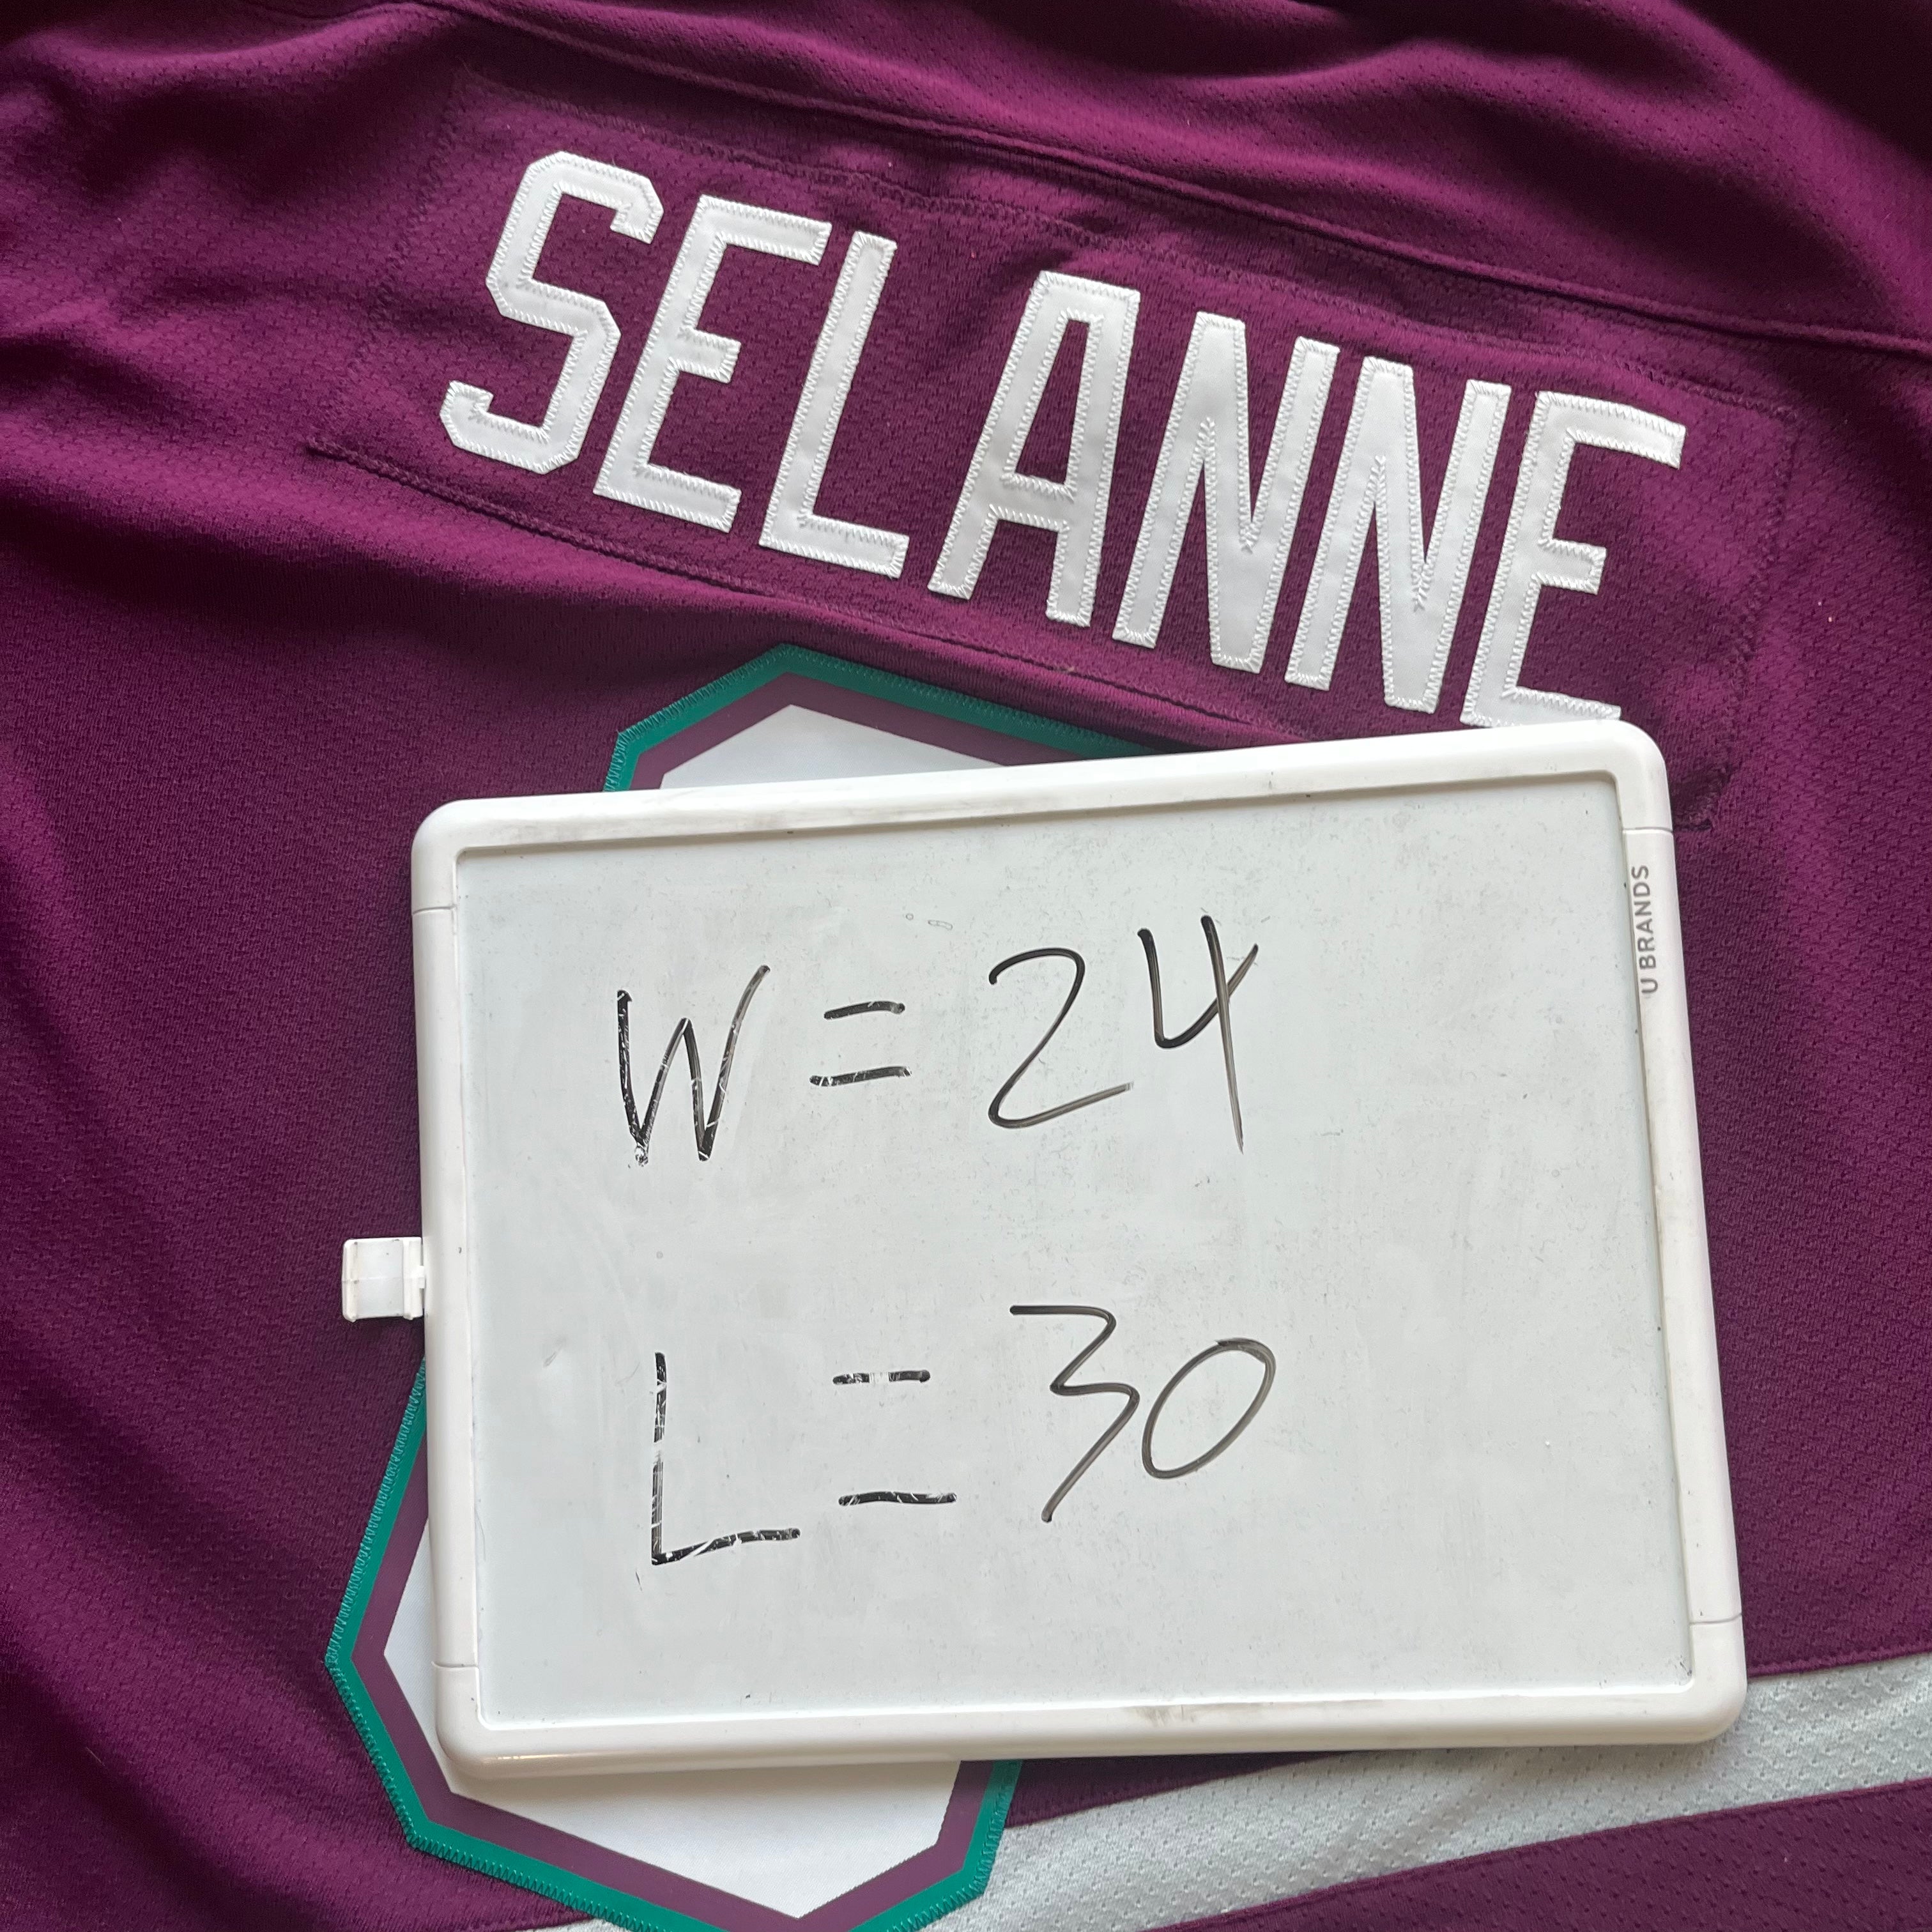 SELANNE
U BRANDS
W = 24
L = 30